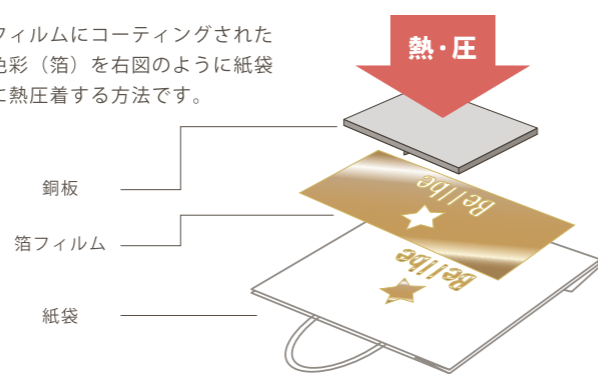 フィルムにコーティングされた
色彩（箔）を右図のように紙袋
に熱圧着する方法です。
熱・圧
銅板
箔フィルム
紙袋
Bellbe
Bellbe